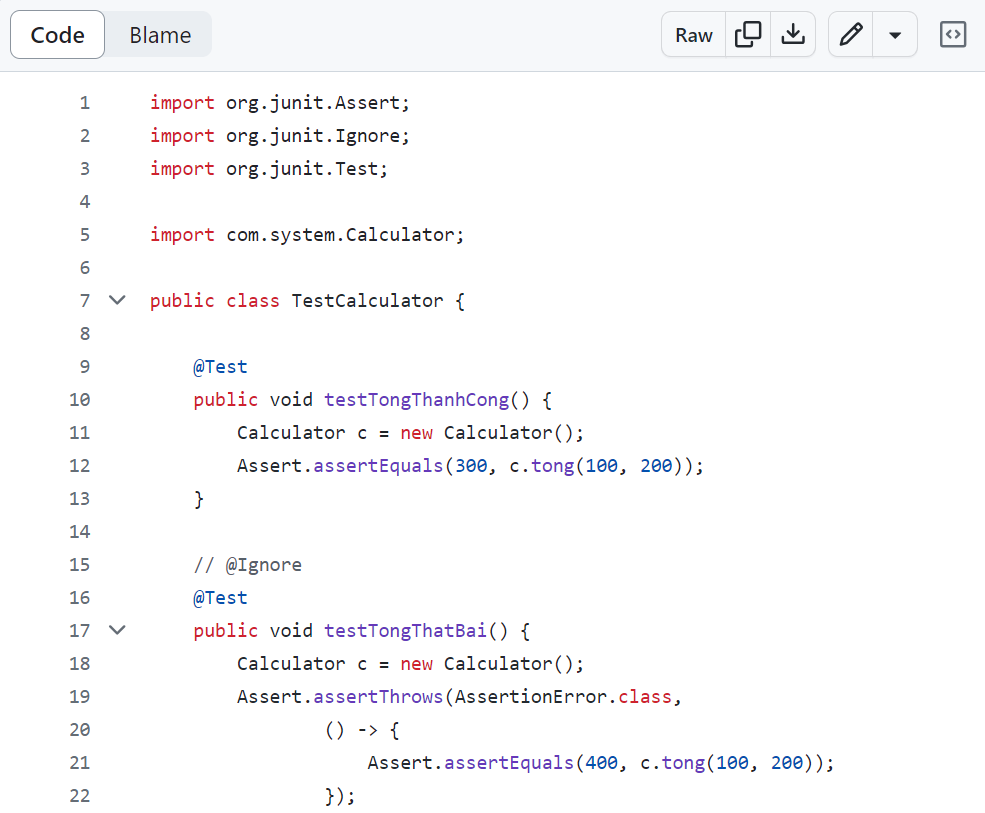 Code Blame Raw
1 import org.junit.Assert;
2 import org.junit.Ignore;
3 import org.junit.Test;
4
5 import com.system.Calculator;
6
7 public class TestCalculator {
8
9 @Test
10 public void testTongThanhCong() {
11 Calculator c = new Calculator();
12 Assert.assertEquals(300, c.tong(100, 200));
13 }
14
15 // @Ignore
16 @Test
17 public void testTongThatBai() {
18 Calculator c = new Calculator();
19 Assert.assertThrows(AssertionError.class,
20 () -> {
21 Assert.assertEquals(400, c.tong(100, 200));
22 });